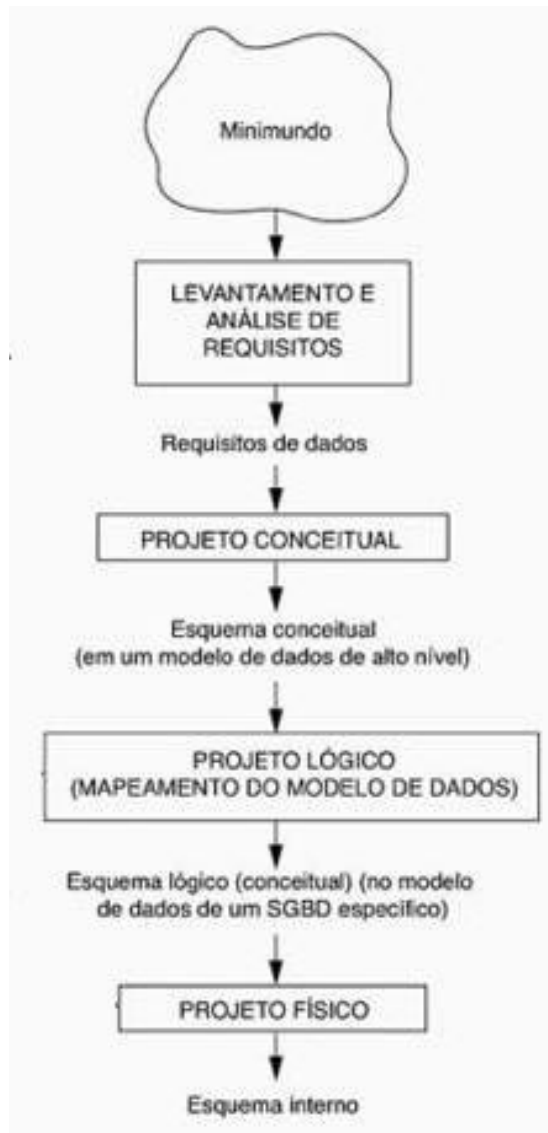 Minimundo
LEVANTAMENTO E
ANÁLISE DE
REQUISITOS
Requisitos de dados
PROJETO CONCEITUAL
Esquema conceitual
(em um modelo de dados de alto nível)
PROJETO LÓGICO
(MAPEAMENTO DO MODELO DE DADOS)
Esquema lógico (conceitual) (no modelo
de dados de um SGBD específico)
PROJETO FÍSICO
Esquema interno